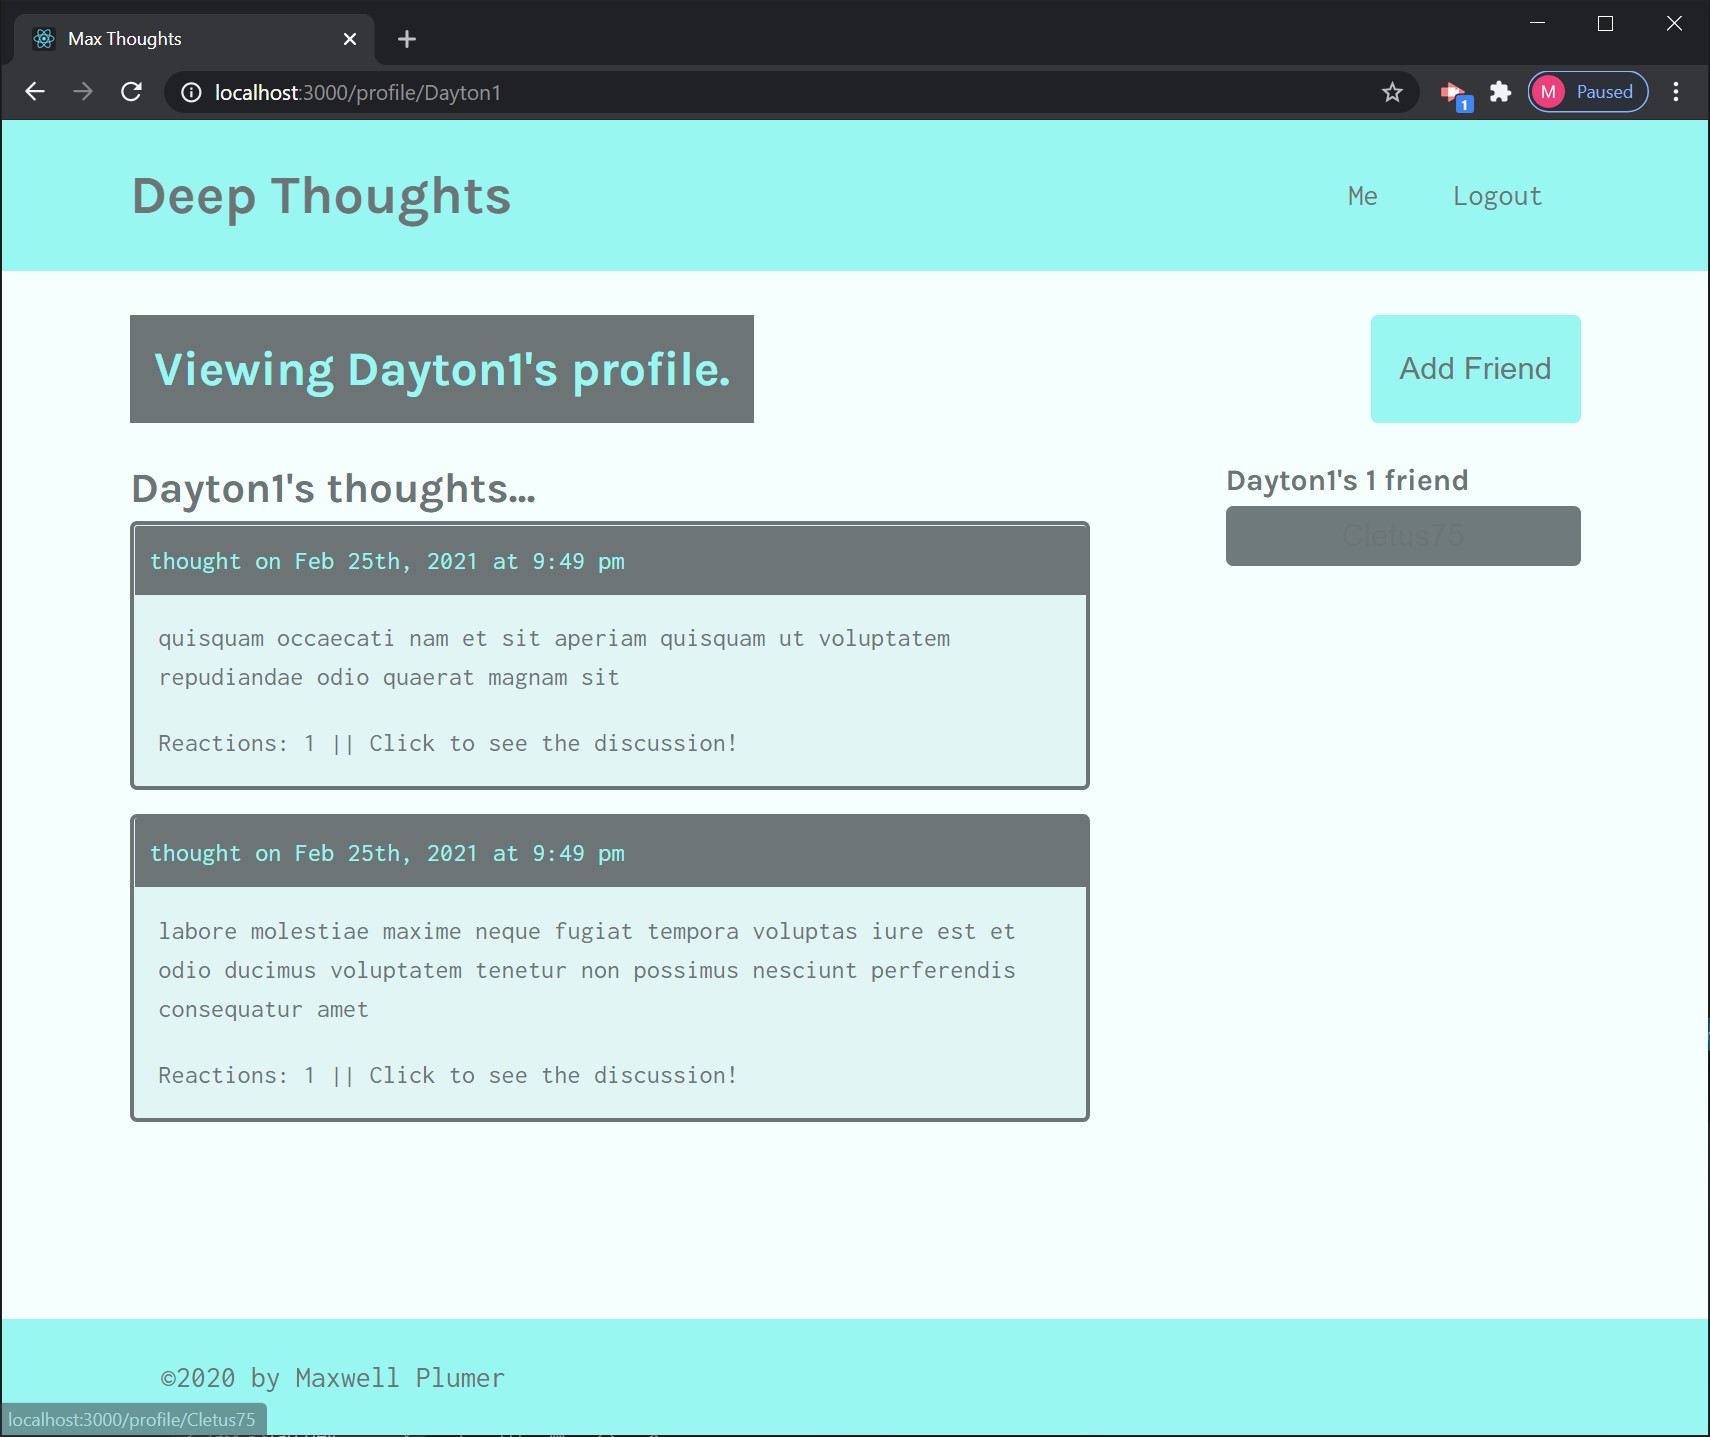 Max Thoughts
localhost:3000/profile/Dayton1
1
M
Paused
Deep Thoughts
Me
Logout
Viewing Dayton1's profile.
Add Friend
Dayton1's thoughts...
Dayton1's 1 friend
Cletus75
thought on Feb 25th, 2021 at 9:49 pm
quisquam occaecati nam et sit aperiam quisquam ut voluptatem
repudiandae odio quaerat magnam sit
Reactions: 1 || Click to see the discussion!
thought on Feb 25th, 2021 at 9:49 pm
labore molestiae maxime neque fugiat tempora voluptas iure est et
odio ducimus voluptatem tenetur non possimus nesciunt perferendis
consequatur amet
Reactions: 1 || Click to see the discussion!
©2020 by Maxwell Plumer
localhost:3000/profile/Cletus75